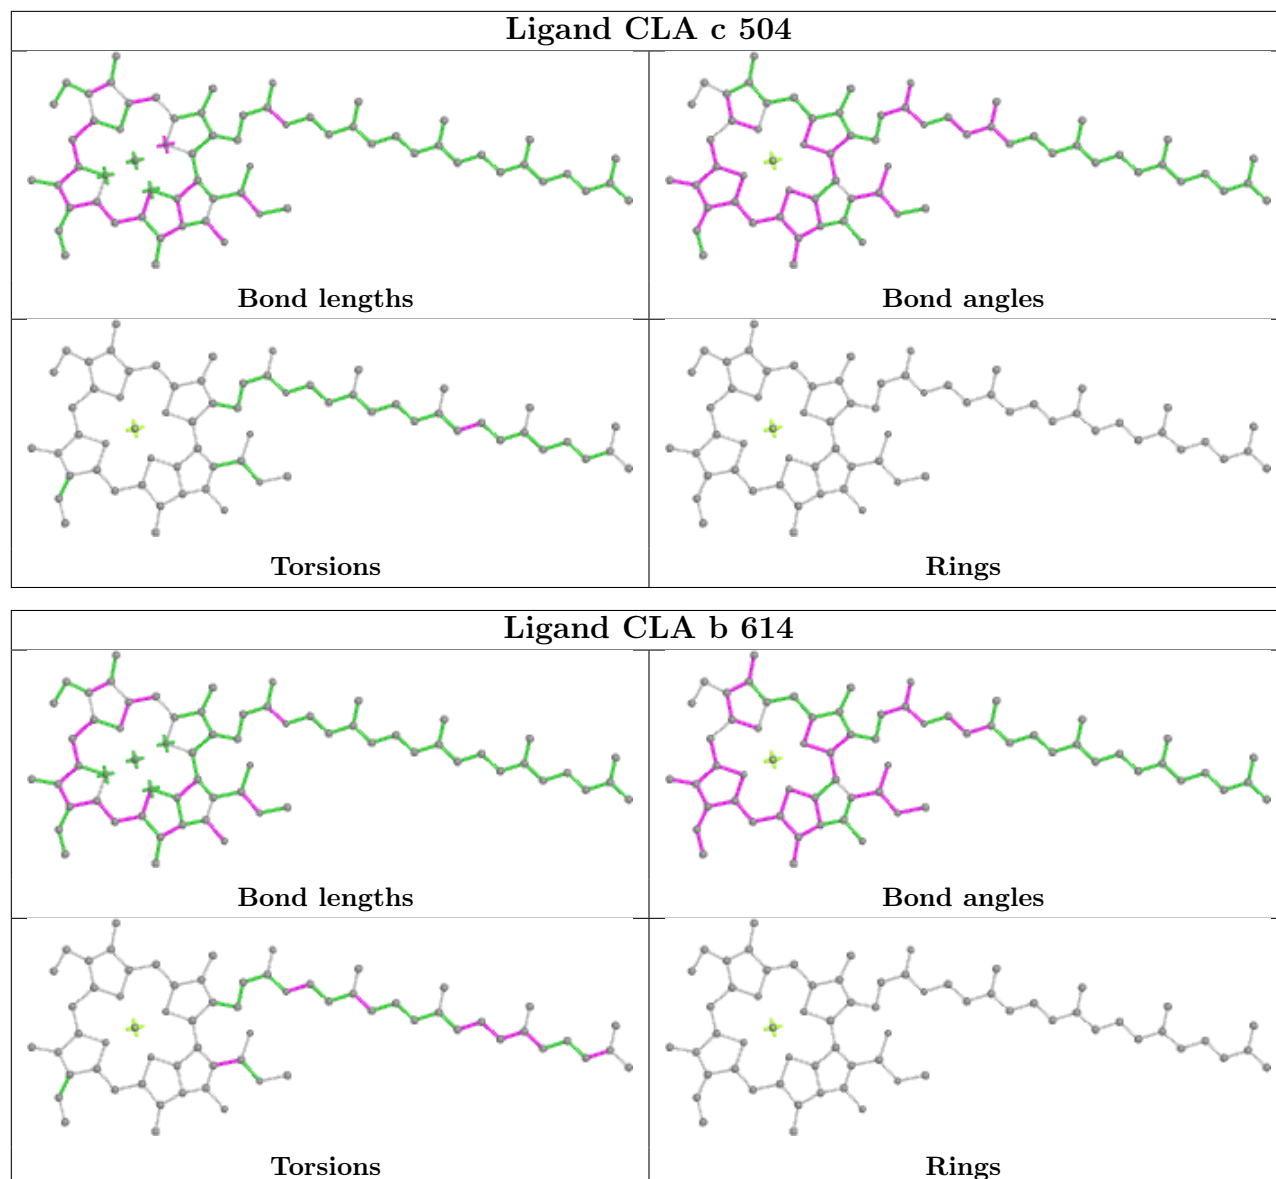 Ligand CLA c 504
Bond lengths
Bond angles
Torsions
Rings
Ligand CLA b 614
Bond lengths
Bond angles
Torsions
Rings